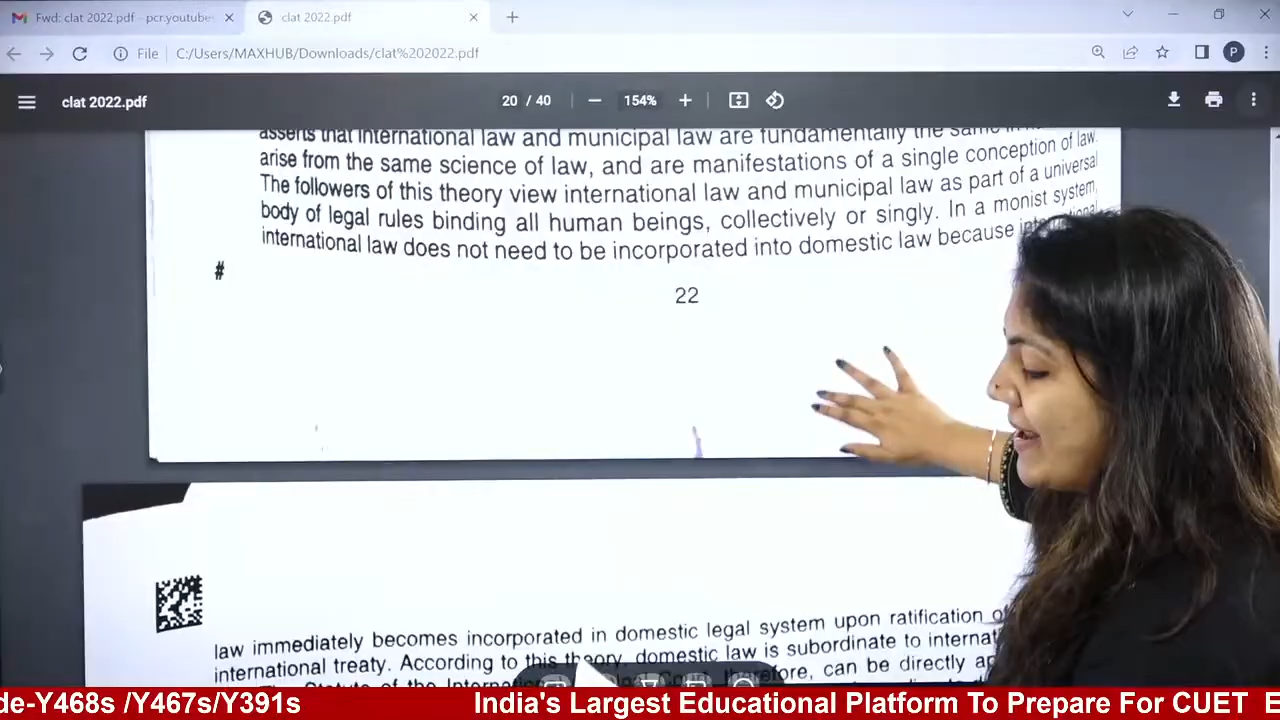 Fwd: clat 2022.pdf - pcr.youtube
clat 2022.pdf
File
C:/Users/MAXHUB/Downloads/clat%202022.pdf
P
clat 2022.pdf
20 / 40
154%
asserts that international law and municipal law are fundamentally the same
arise from the same science of law, and are manifestations of a single conception of law.
The followers of this theory view international law and municipal law as part of a universal
body of legal rules binding all human beings, collectively or singly. In a monist system,
international law does not need to be incorporated into domestic law because
#
22
law immediately becomes incorporated in domestic legal system upon ratification of
international treaty. According to this theory, domestic law is subordinate to
Statute of the therefore, can be directly
de-Y468s /Y467s/Y391s
India's Largest Educational Platform To Prepare For CUET E